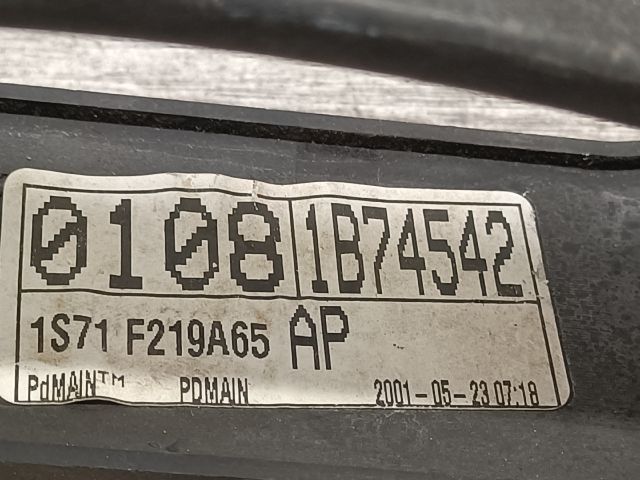 0108 1B74542
1S71 F219A65 AP
PdMAIN™ PDMAIN 2001-05-23 07:18